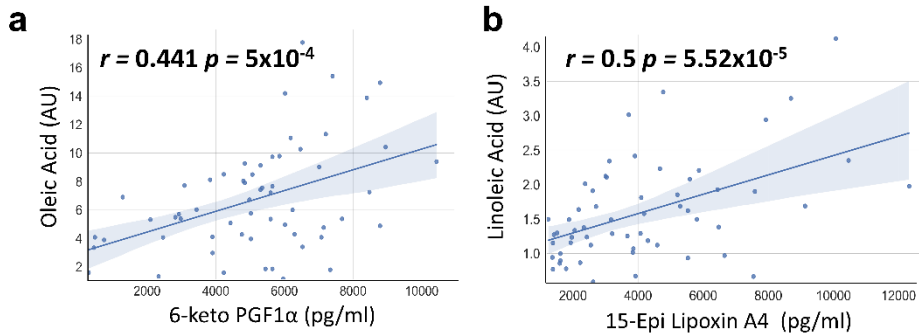 a
r = 0.441 p = 5x10⁻⁴
Oleic Acid (AU)
18
16
14
12
10
8
6
4
2
2000 4000 6000 8000 10000
6-keto PGF1α (pg/ml)
b
r = 0.5 p = 5.52x10⁻⁵
Linoleic Acid (AU)
4.0
3.5
3.0
2.5
2.0
1.5
1.0
2000 4000 6000 8000 10000 12000
15-Epi Lipoxin A4 (pg/ml)